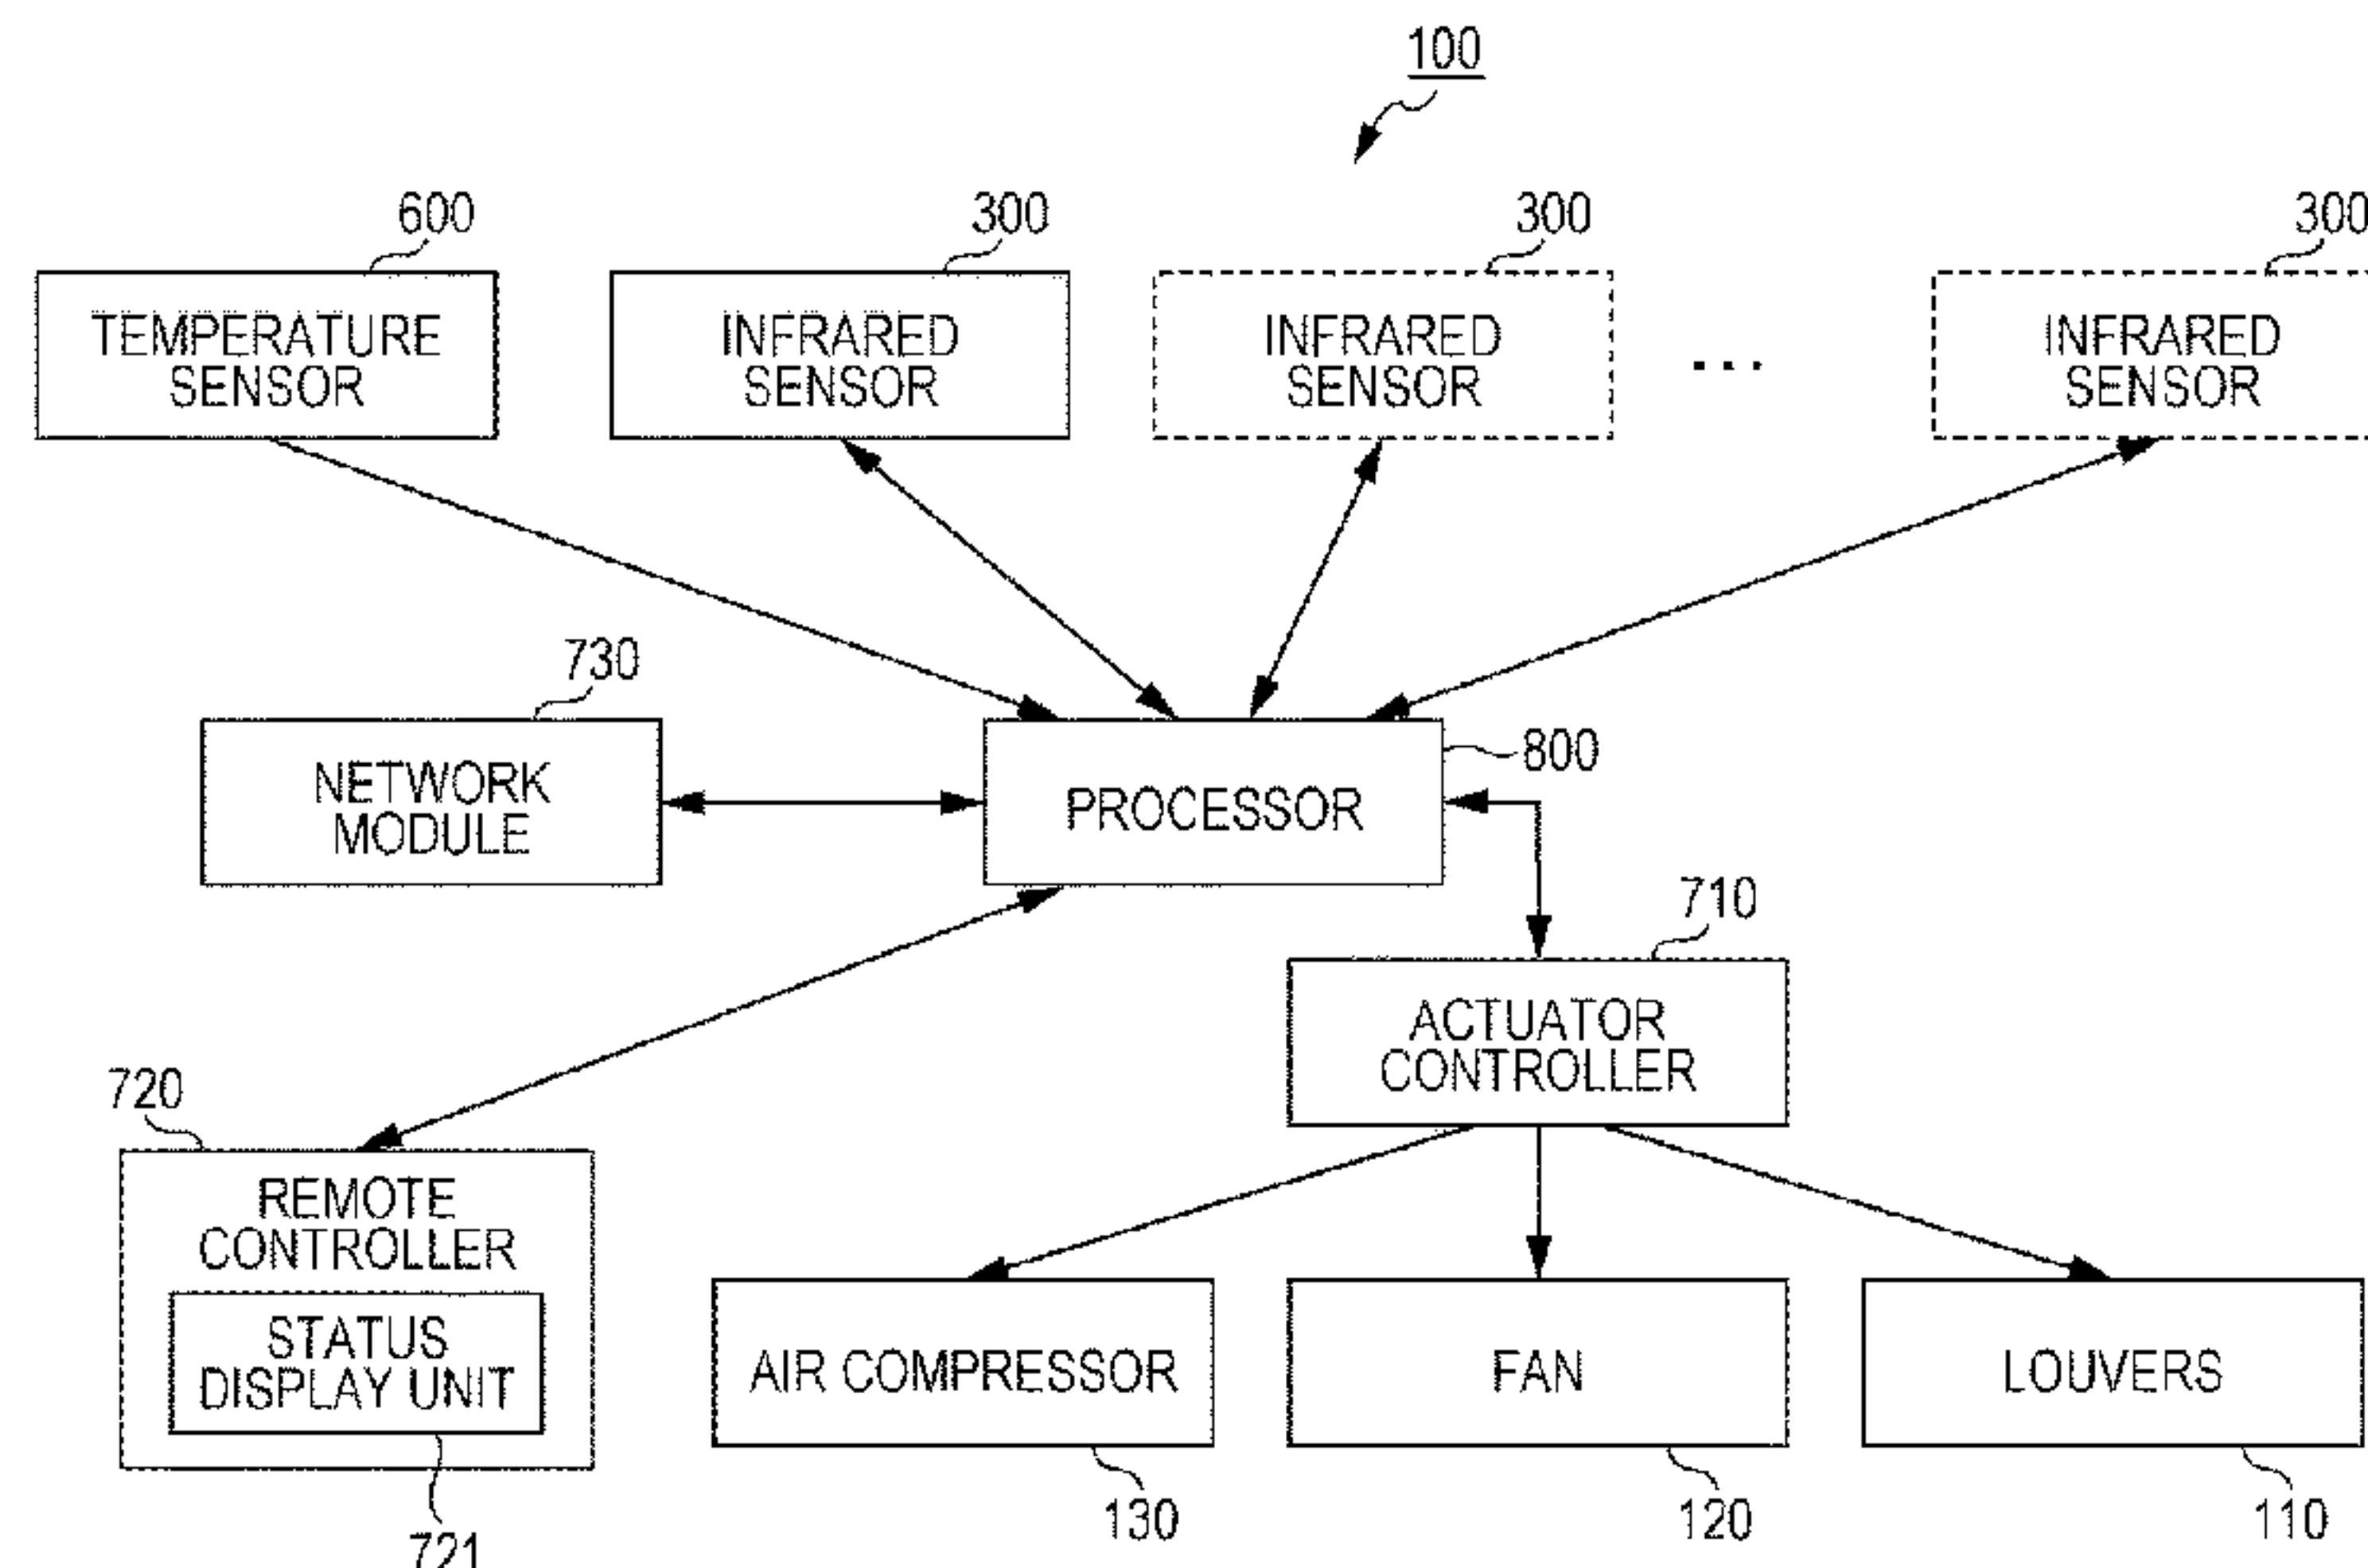 100
600
300
300
300
TEMPERATURE
SENSOR
INFRARED
SENSOR
INFRARED
SENSOR
...
INFRARED
SENSOR
730
NETWORK
MODULE
PROCESSOR
800
710
ACTUATOR
CONTROLLER
720
REMOTE
CONTROLLER
STATUS
DISPLAY UNIT
721
AIR COMPRESSOR
130
FAN
120
LOUVERS
110